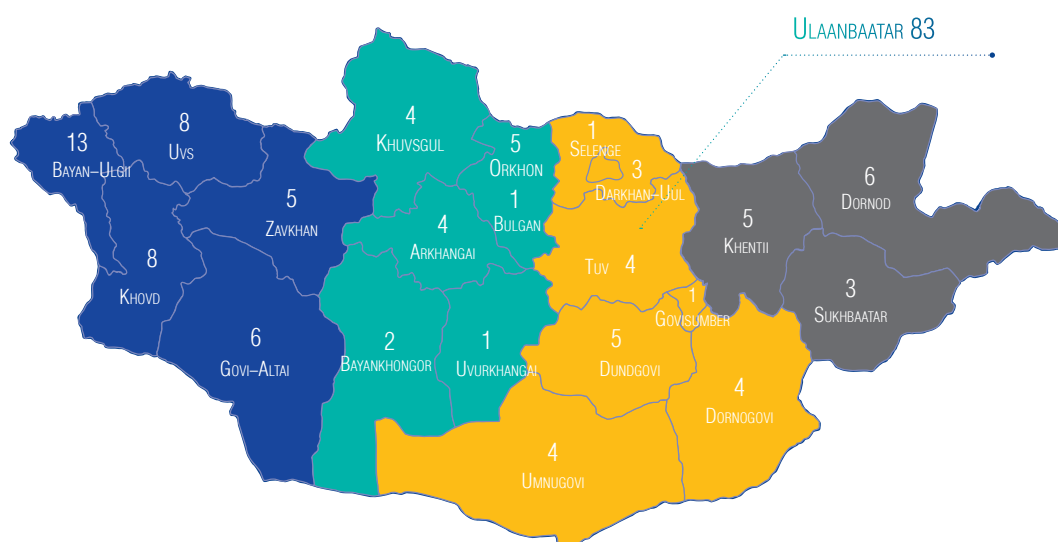 ULAANBAATAR 83
13
BAYAN–ULGII
8
UVS
5
ZAVKHAN
8
KHOVD
6
GOVI–ALTAI
4
KHUVSGUL
5
ORKHON
1
BULGAN
4
ARKHANGAI
2
BAYANKHONGOR
1
UVURKHANGAI
1
SELENGE
3
DARKHAN–UUL
TUV 4
1
GOVISUMBER
5
DUNDGOVI
4
DORNOGOVI
4
UMNUGOVI
5
KHENTII
6
DORNOD
3
SUKHBAATAR